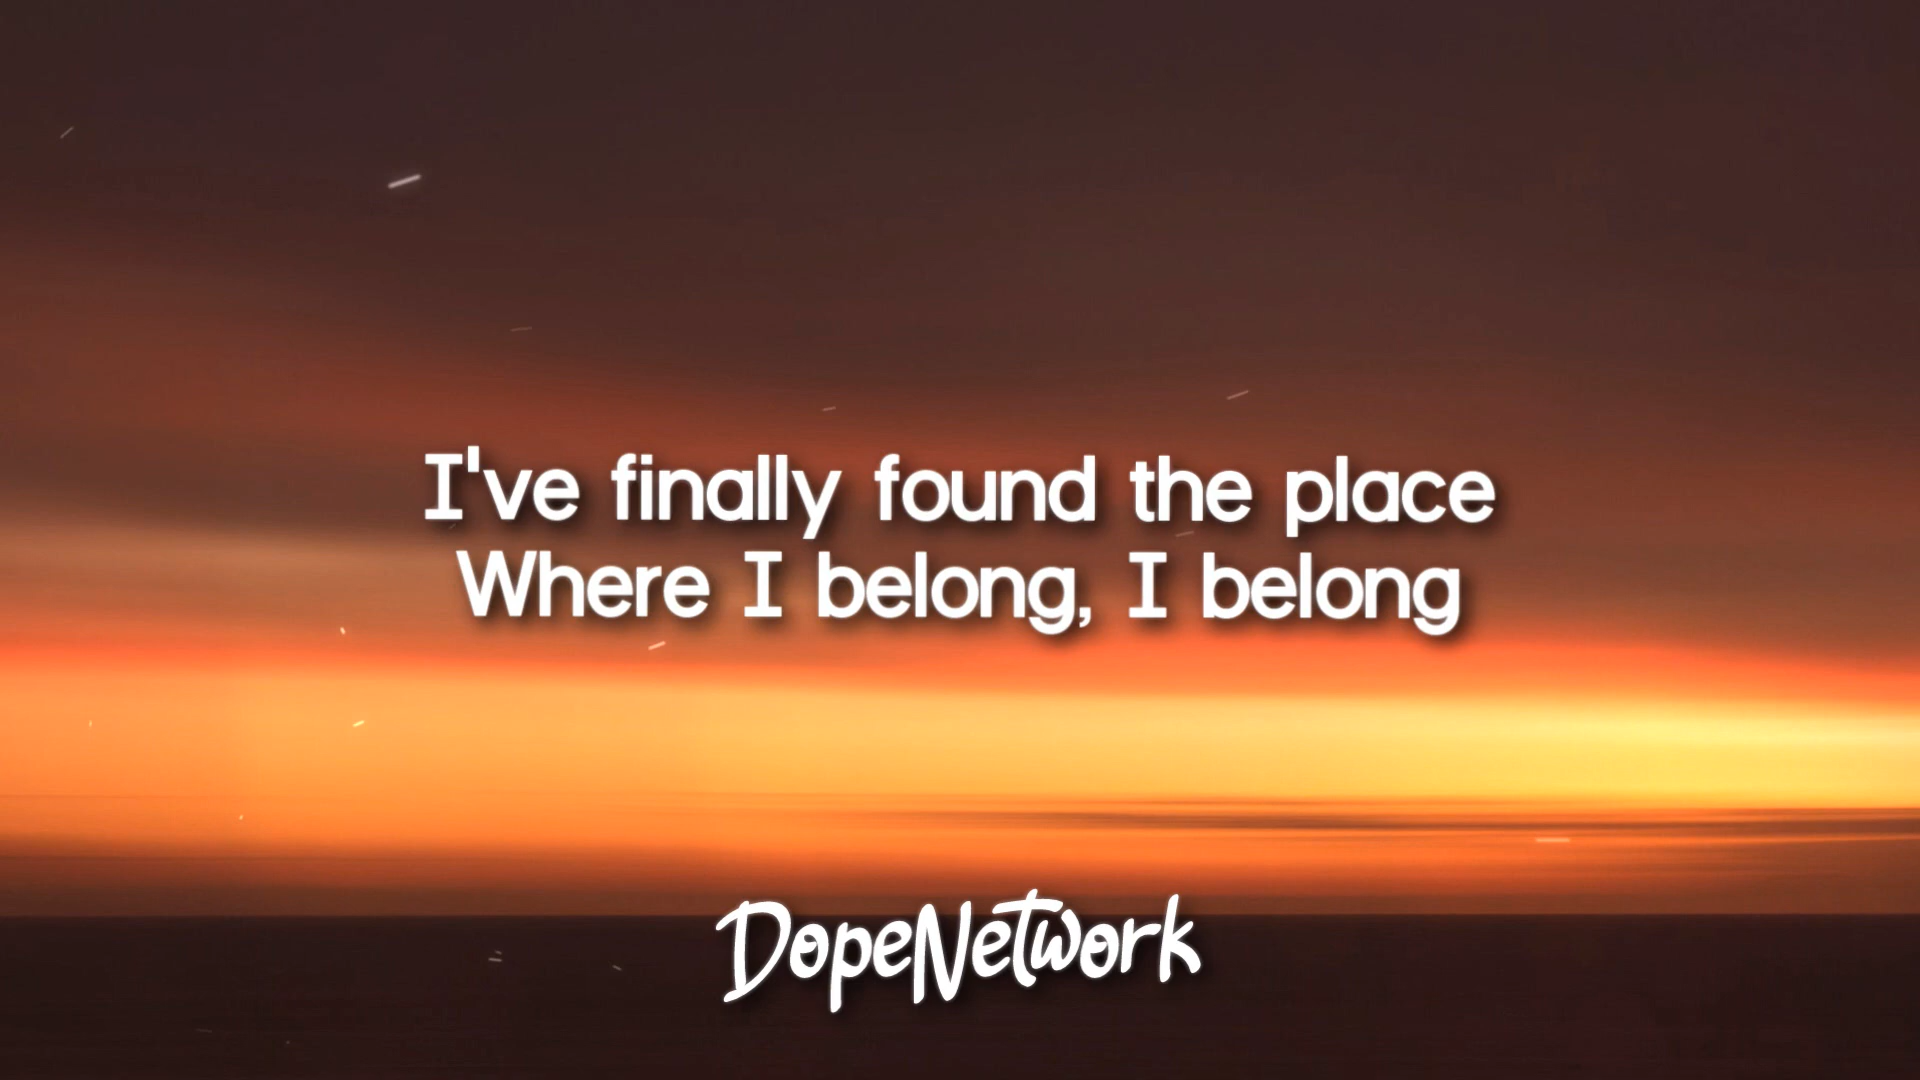 I've finally found the place
Where I belong, I belong
DopeNetwork